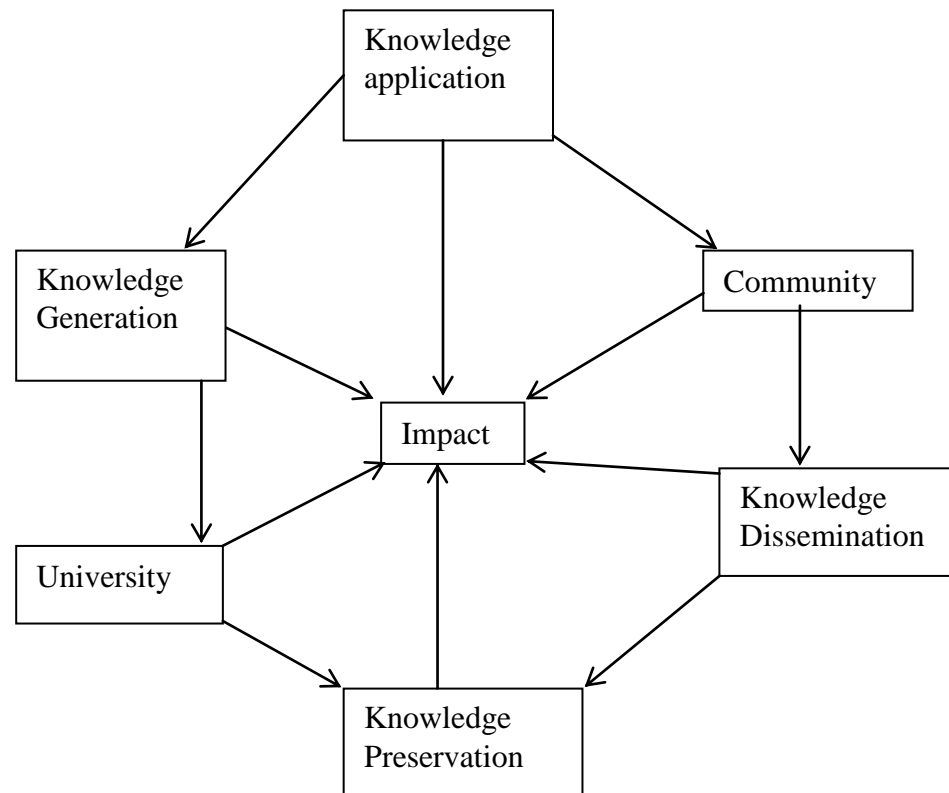 Knowledge
application
Knowledge
Generation
Community
Impact
Knowledge
Dissemination
University
Knowledge
Preservation